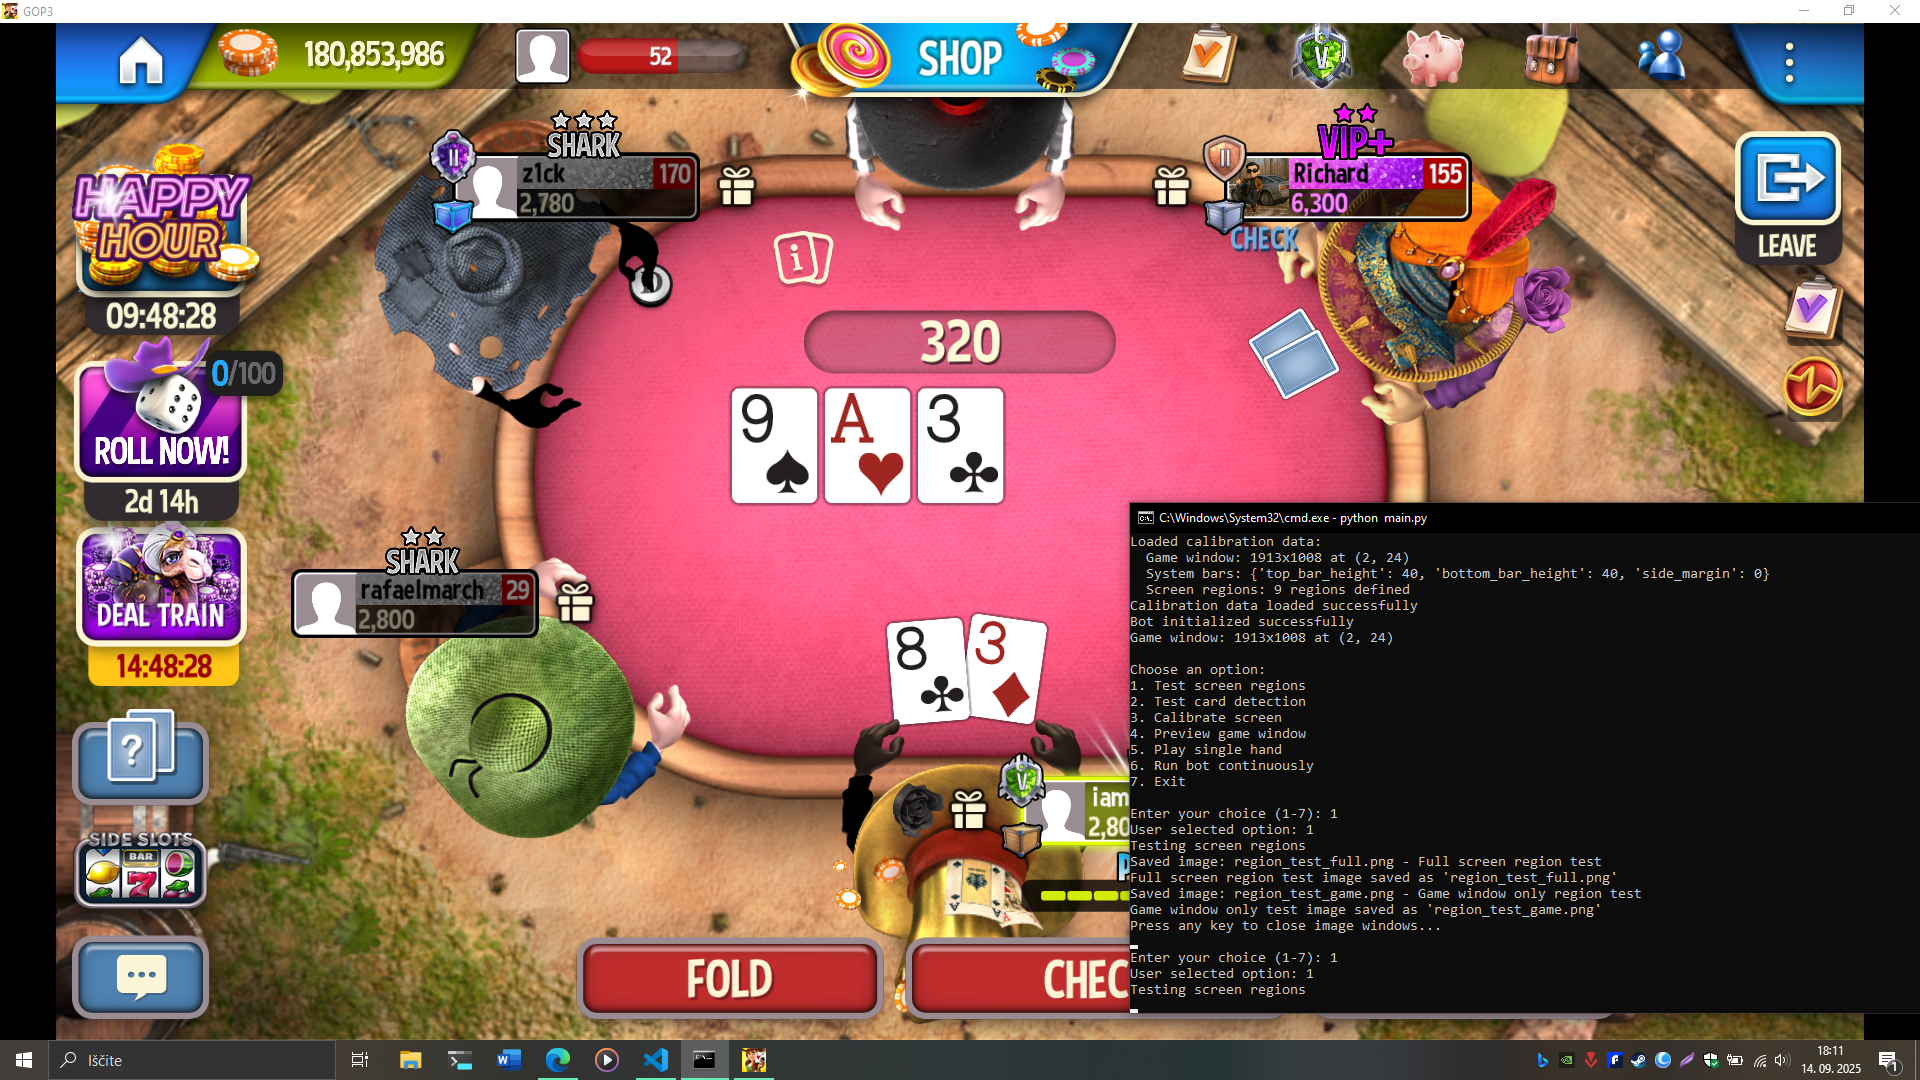 GOP3
180,853,986
52
SHOP
V
HAPPY
HOUR
09:48:28
0/100
ROLL NOW!
2d 14h
DEAL TRAIN
14:48:28
?
SIDE SLOTS
BAR
7
SHARK
II
z1ck
170
2,780
VIP+
II
Richard
155
6,300
CHECK
LEAVE
i
D
320
9
A
3
SHARK
rafaelmarch
29
2,800
8
3
V
iam
2,80
FOLD
CHEC
C:\Windows\System32\cmd.exe - python  main.py
Loaded calibration data:
  Game window: 1913x1008 at (2, 24)
  System bars: {'top_bar_height': 40, 'bottom_bar_height': 40, 'side_margin': 0}
  Screen regions: 9 regions defined
Calibration data loaded successfully
Bot initialized successfully
Game window: 1913x1008 at (2, 24)
Choose an option:
1. Test screen regions
2. Test card detection
3. Calibrate screen
4. Preview game window
5. Play single hand
6. Run bot continuously
7. Exit
Enter your choice (1-7): 1
User selected option: 1
Testing screen regions
Saved image: region_test_full.png - Full screen region test
Full screen region test image saved as 'region_test_full.png'
Saved image: region_test_game.png - Game window only region test
Game window only test image saved as 'region_test_game.png'
Press any key to close image windows...
Enter your choice (1-7): 1
User selected option: 1
Testing screen regions
Iščite
18:11
14. 09. 2025
1